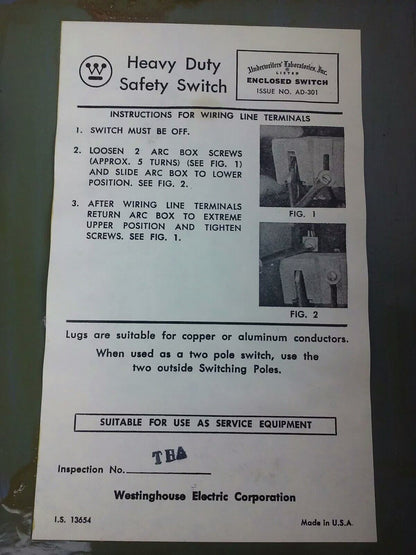 W
Heavy Duty
Safety Switch
Underwriters' Laboratories, Inc.
LISTED
ENCLOSED SWITCH
ISSUE NO. AD-301
INSTRUCTIONS FOR WIRING LINE TERMINALS
1. SWITCH MUST BE OFF.
2. LOOSEN 2 ARC BOX SCREWS
(APPROX. 5 TURNS) (SEE FIG. 1)
AND SLIDE ARC BOX TO LOWER
POSITION. SEE FIG. 2.
3. AFTER WIRING LINE TERMINALS
RETURN ARC BOX TO EXTREME
UPPER POSITION AND TIGHTEN
SCREWS. SEE FIG. 1.
FIG. 1
FIG. 2
Lugs are suitable for copper or aluminum conductors.
When used as a two pole switch, use the
two outside Switching Poles.
SUITABLE FOR USE AS SERVICE EQUIPMENT
Inspection No. THA
Westinghouse Electric Corporation
I.S. 13654
Made in U.S.A.